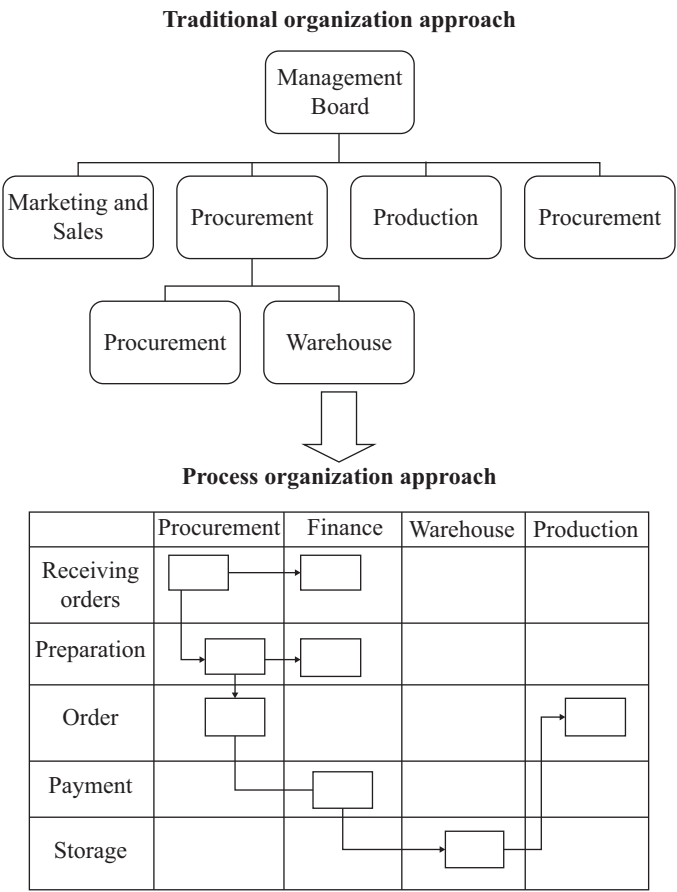 Traditional organization approach
Management
Board
Marketing and
Sales
Procurement
Production
Procurement
Procurement
Warehouse
Process organization approach
Procurement
Finance
Warehouse
Production
Receiving
orders
Preparation
Order
Payment
Storage